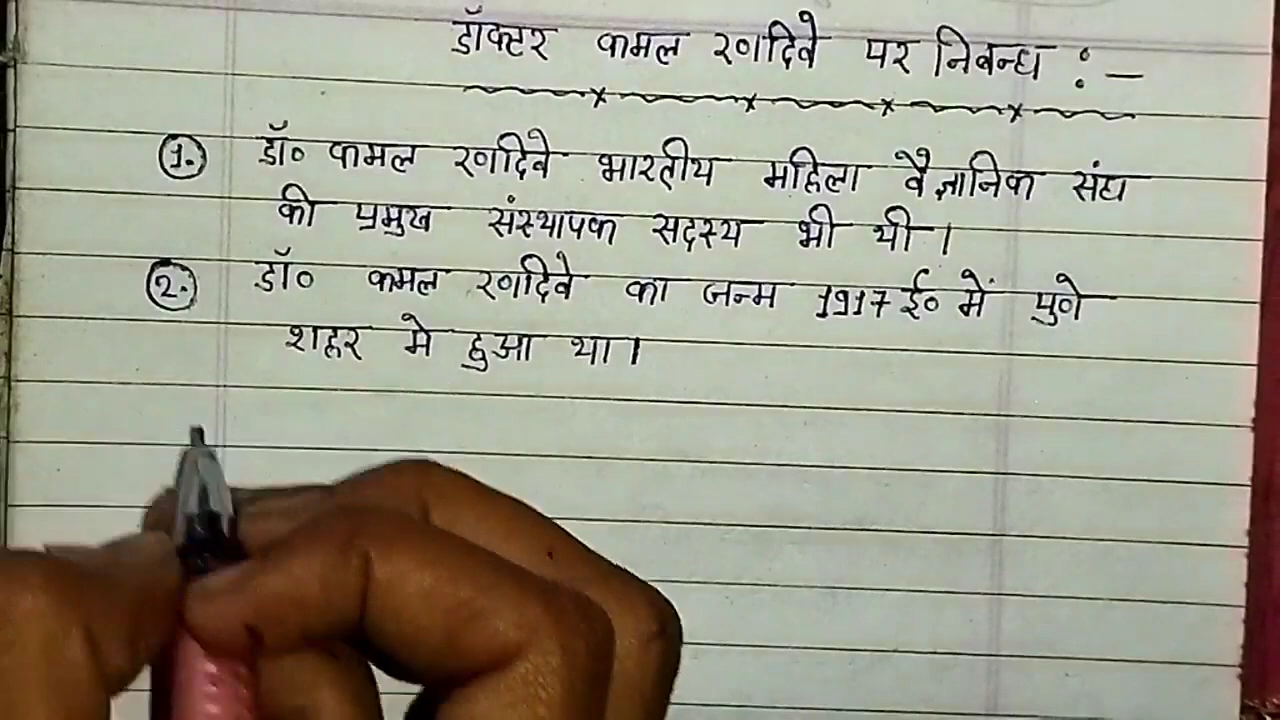 डॉक्टर कमल रणदिवे पर निबन्ध :-
1. डॉ० कमल रणदिवे भारतीय महिला वैज्ञानिक संघ
की प्रमुख संस्थापक सदस्य भी थी।
2. डॉ० कमल रणदिवे का जन्म 1917 ई० में पुणे
शहर मे हुआ था।